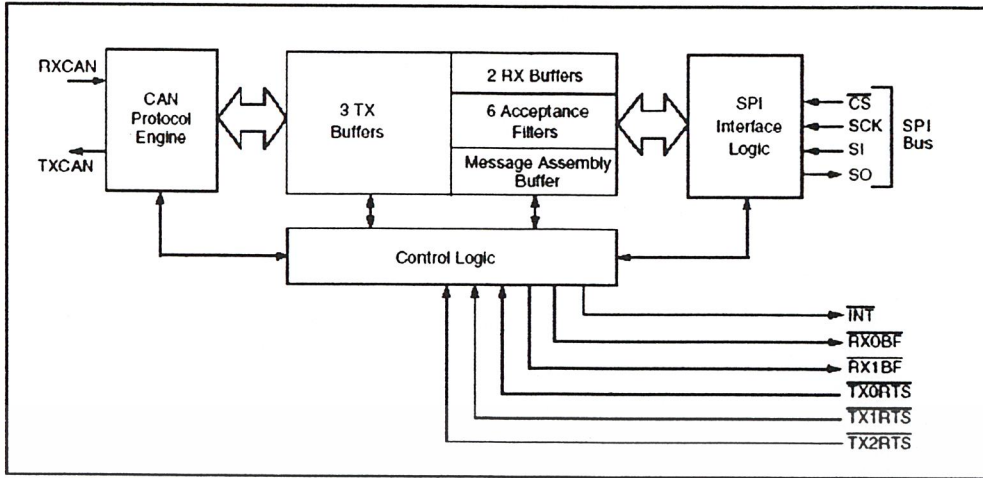 RXCAN
TXCAN
CAN
Protocol
Engine
3 TX
Buffers
2 RX Buffers
6 Acceptance
Filters
Message Assembly
Buffer
SPI
Interface
Logic
CS
SCK
SI
SO
SPI
Bus
Control Logic
INT
RX0BF
RX1BF
TX0RTS
TX1RTS
TX2RTS